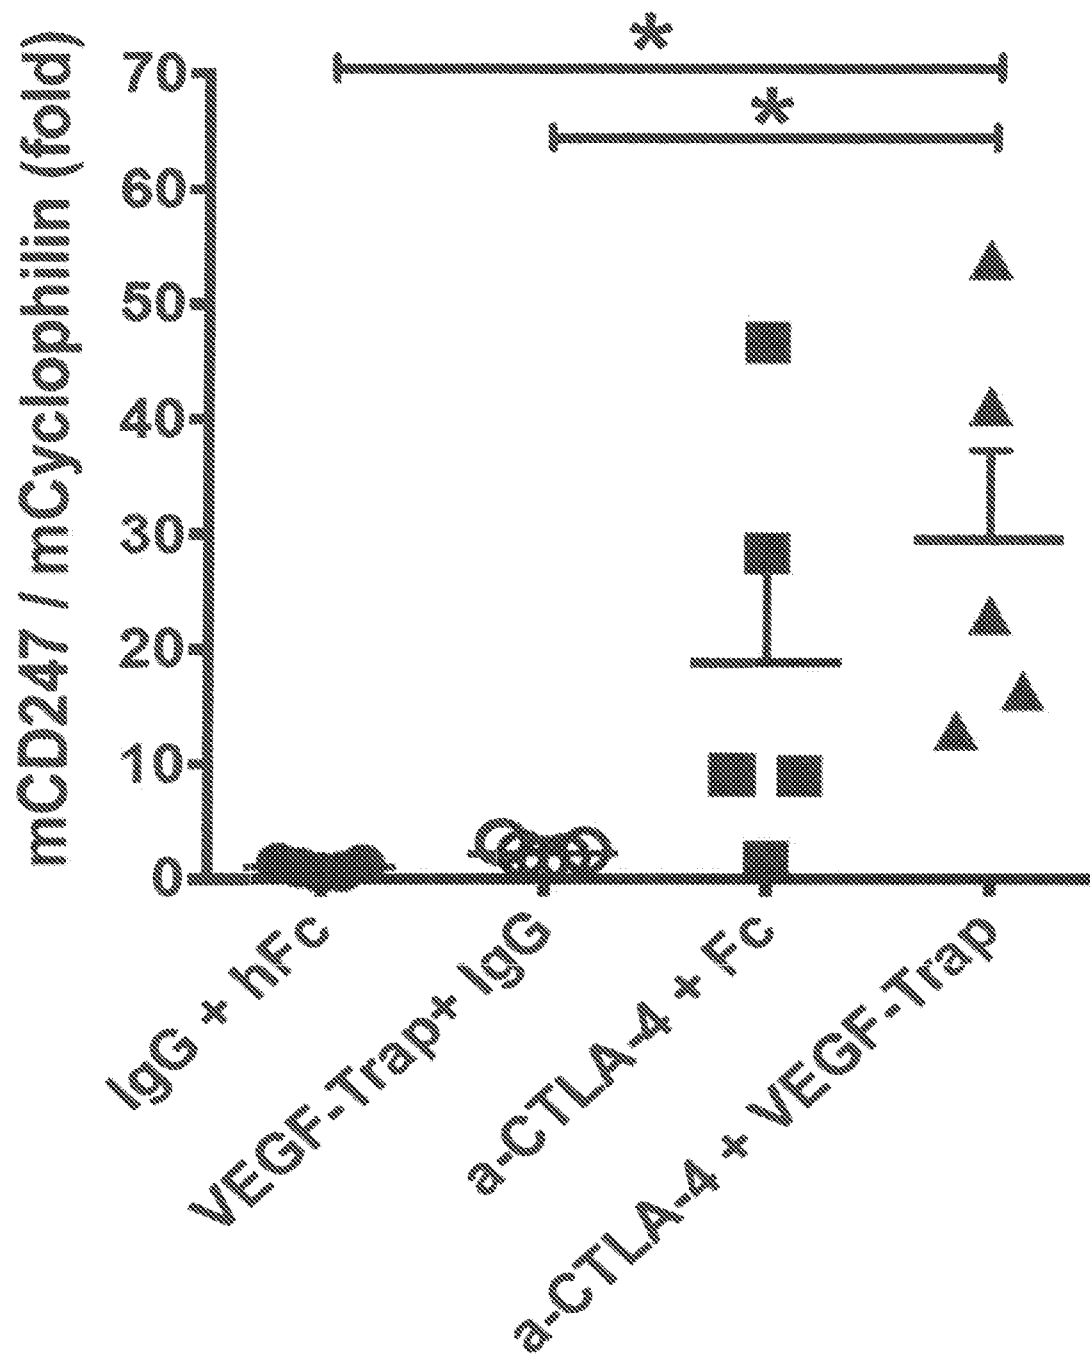 mCD247 / mCyclophilin (fold)
70
60
50
40
30
20
10
0
*
*
IgG + hFc
VEGF-Trap+ IgG
a-CTLA-4 + Fc
a-CTLA-4 + VEGF-Trap